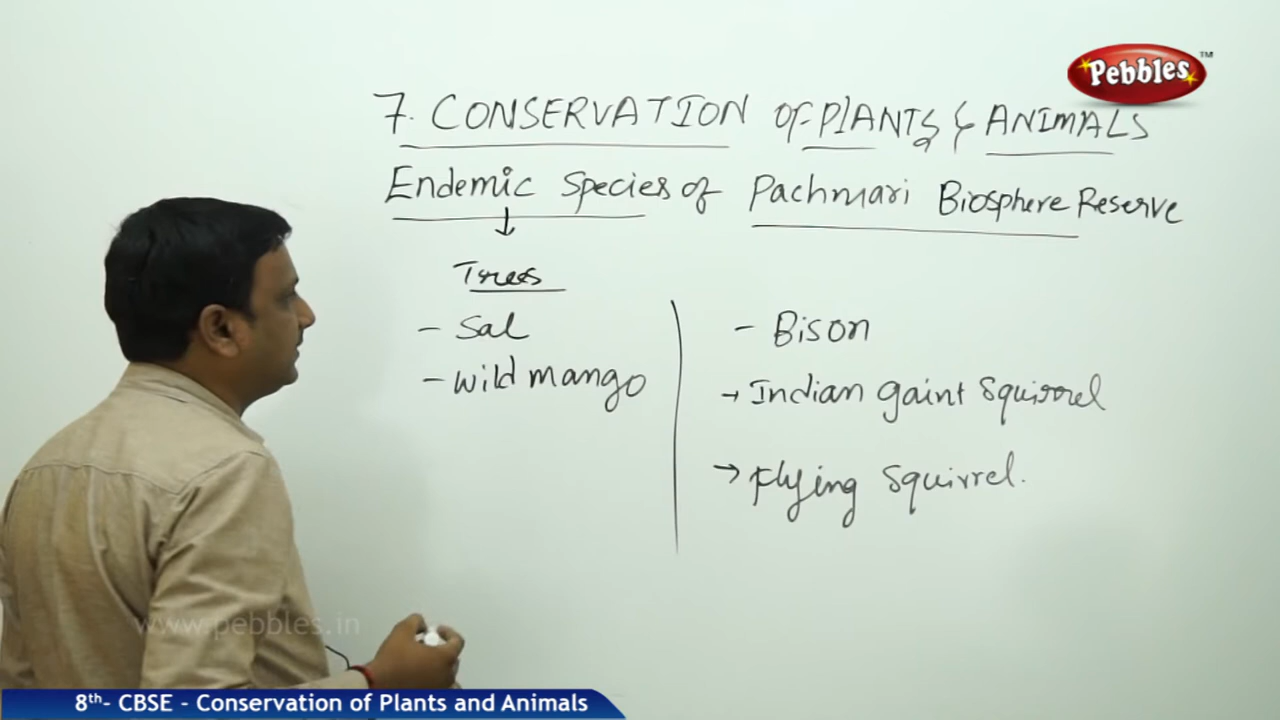 Pebbles™
7. CONSERVATION OF PLANTS & ANIMALS
Endemic Species of Pachmari Biosphere Reserve
Trees
- Sal
- wild mango
- Bison
→ Indian gaint squirrel
→ Flying squirrel.
www.pebbles.in
8th- CBSE - Conservation of Plants and Animals